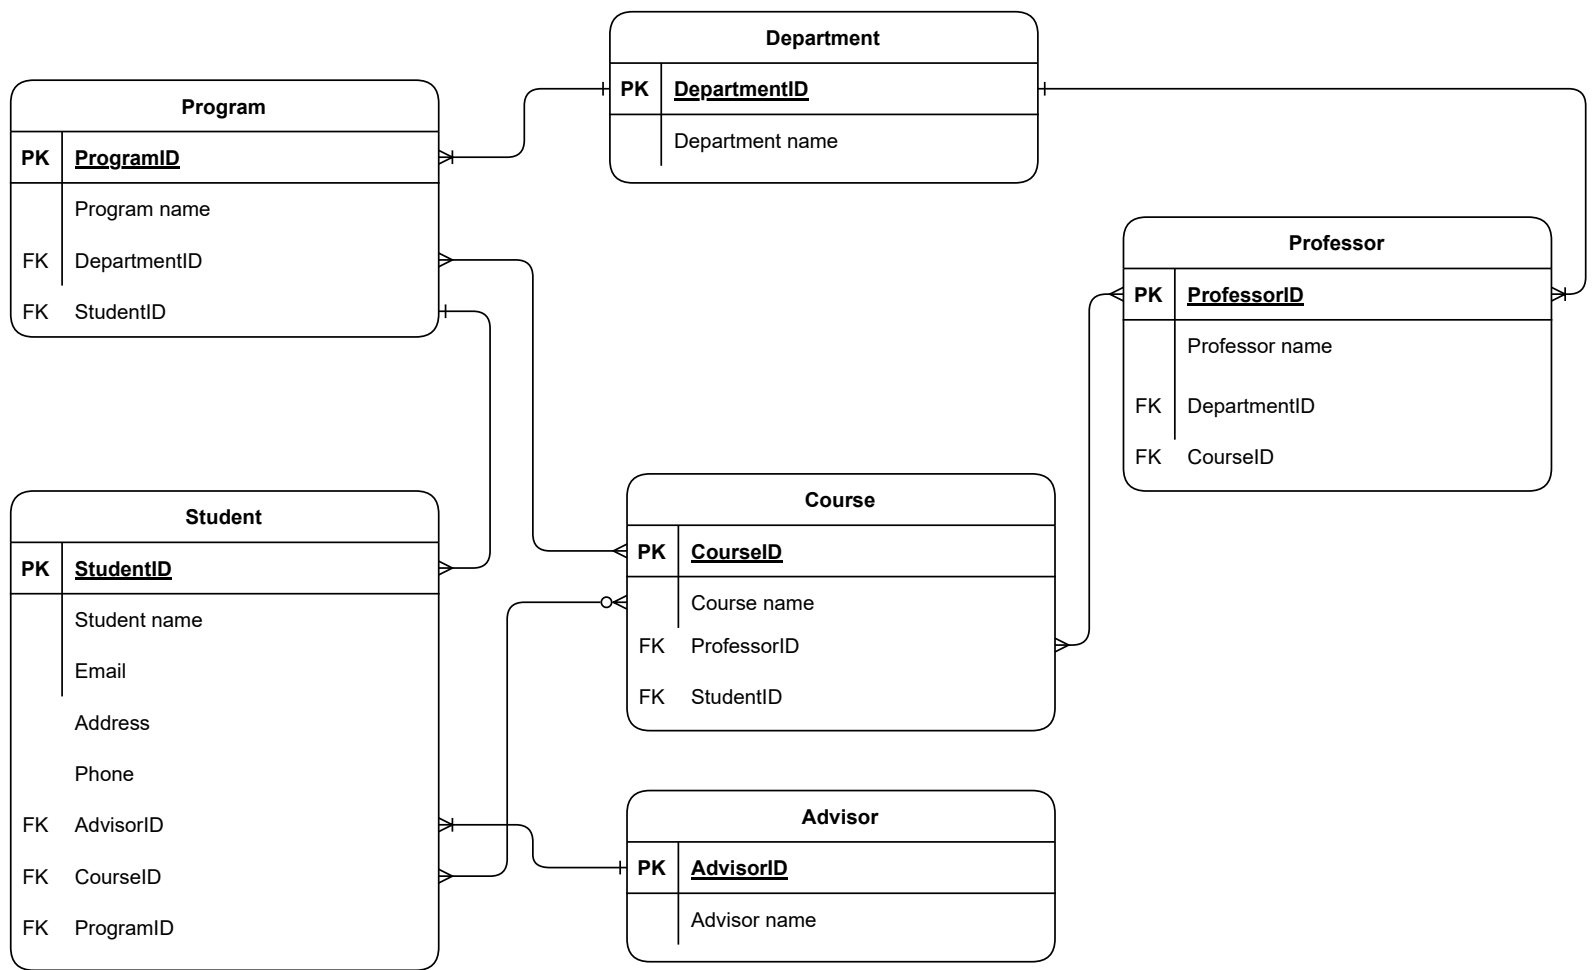 Department
PK DepartmentID
Department name
Program
PK ProgramID
Program name
FK DepartmentID
FK StudentID
Professor
PK ProfessorID
Professor name
FK DepartmentID
FK CourseID
Student
PK StudentID
Student name
Email
Address
Phone
FK AdvisorID
FK CourseID
FK ProgramID
Course
PK CourseID
Course name
FK ProfessorID
FK StudentID
Advisor
PK AdvisorID
Advisor name